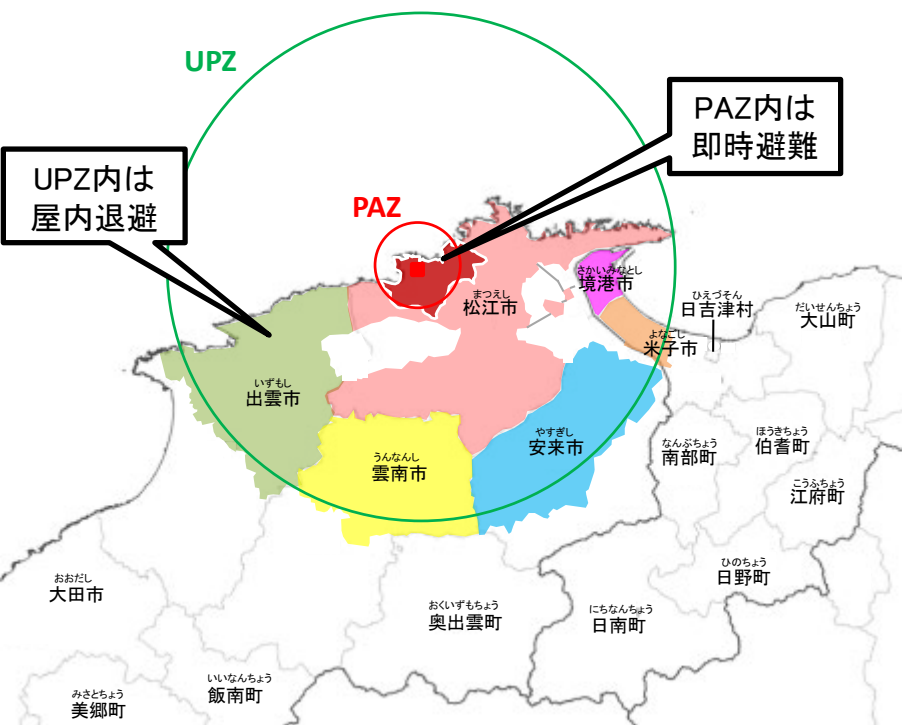 UPZ
PAZ内は
即時避難
UPZ内は
屋内退避
PAZ
さかいみなとし
境港市
まつえし
松江市
ひえづそん
日吉津村
だいせんちょう
大山町
よなごし
米子市
いずもし
出雲市
やすぎし
安来市
うんなんし
雲南市
なんぶちょう
南部町
ほうきちょう
伯耆町
こうふちょう
江府町
ひのちょう
日野町
おおだし
大田市
おくいずもちょう
奥出雲町
にちなんちょう
日南町
いいなんちょう
飯南町
みさとちょう
美郷町